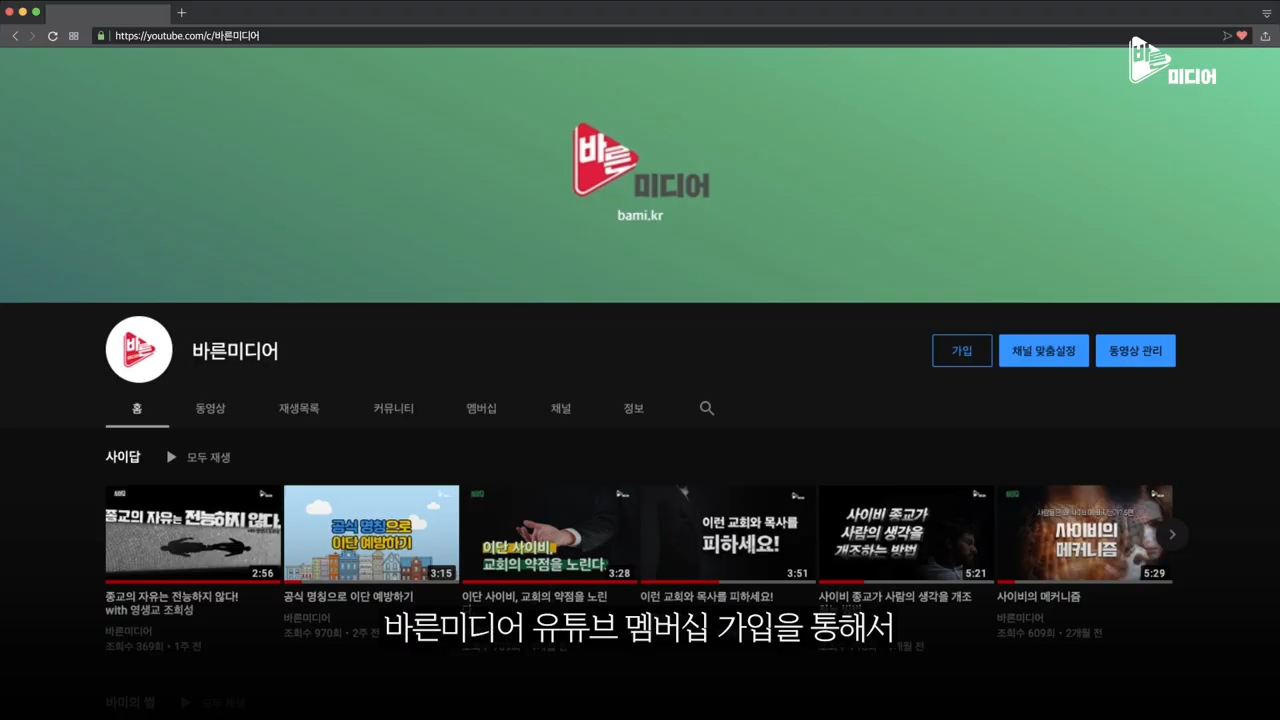 https://youtube.com/c/바른미디어
바른
미디어
바른
미디어
bami.kr
바른
바른미디어
가입
채널 맞춤설정
동영상 관리
홈
동영상
재생목록
커뮤니티
멤버십
채널
정보
사이답
모두 재생
종교의 자유는 전능하지 않다.
2:56
공식 명칭으로
이단 예방하기
3:15
이단 사이비,
교회의 약점을 노린다.
3:28
이런 교회와 목사를
피하세요!
3:51
사이비 종교가
사람의 생각을
개조하는 방법
5:21
사이비의
메커니즘
5:29
종교의 자유는 전능하지 않다!
with 영생교 조희성
바른미디어
조회수 369회 • 1주 전
공식 명칭으로 이단 예방하기
바른미디어
조회수 970회 • 2주 전
이단 사이비, 교회의 약점을 노린
이런 교회와 목사를 피하세요!
사이비 종교가 사람의 생각을 개조
사이비의 메커니즘
바른미디어
조회수 609회 • 2개월 전
바른미디어 유튜브 멤버십 가입을 통해서
바미의 썰
모두 재생